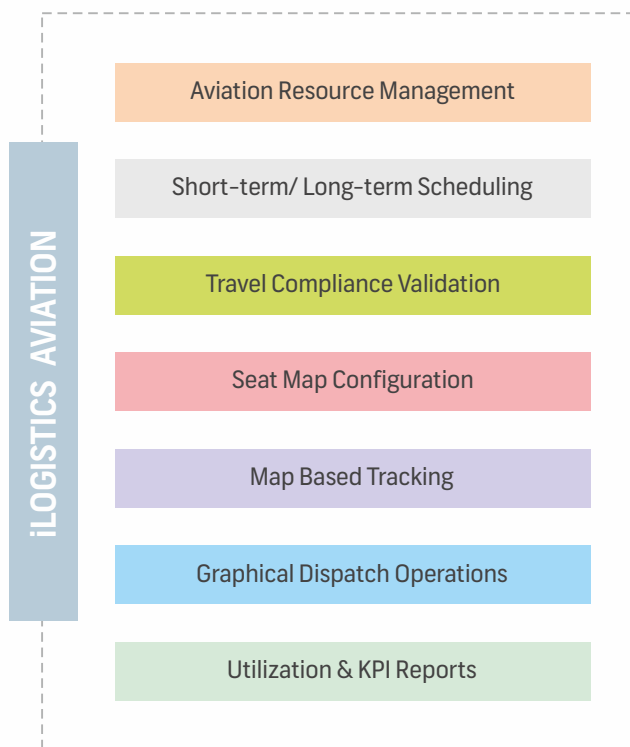 iLOGISTICS AVIATION
Aviation Resource Management
Short-term/ Long-term Scheduling
Travel Compliance Validation
Seat Map Configuration
Map Based Tracking
Graphical Dispatch Operations
Utilization & KPI Reports